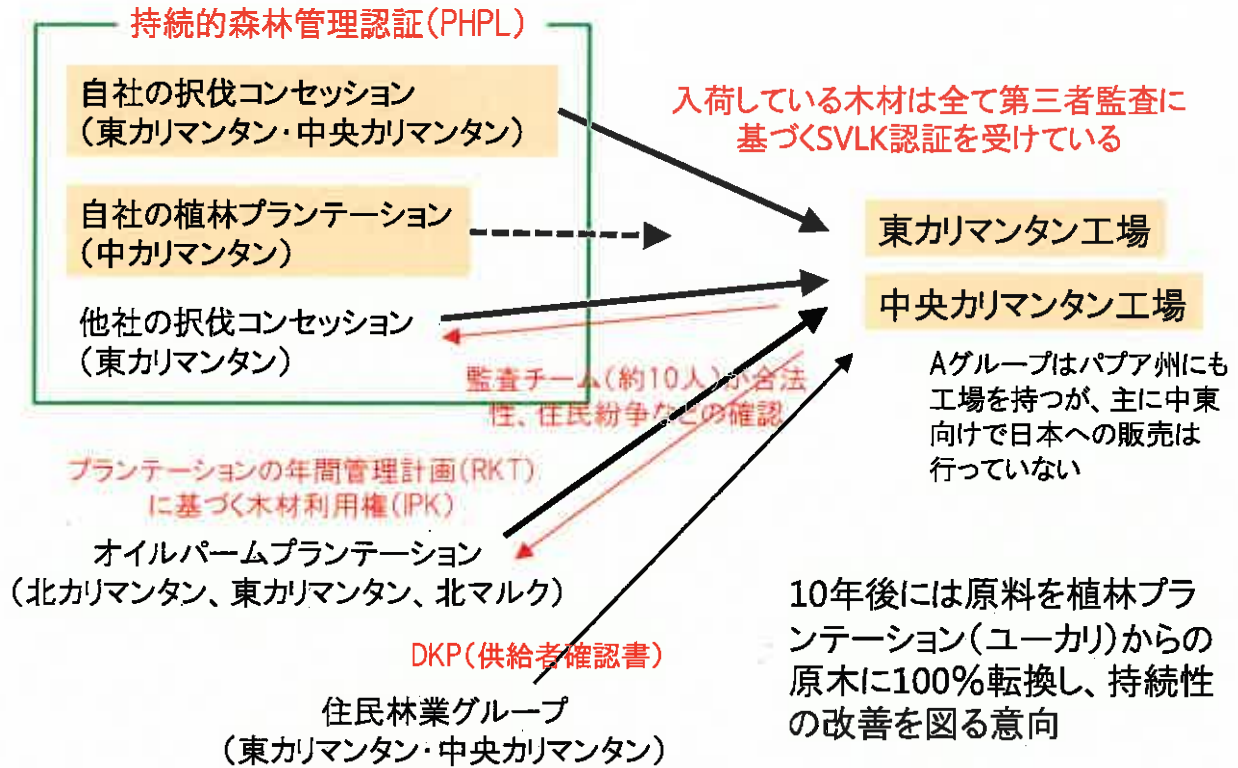 持続的森林管理認証(PHPL)
自社の択伐コンセッション
(東カリマンタン・中央カリマンタン)
自社の植林プランテーション
(中カリマンタン)
他社の択伐コンセッション
(東カリマンタン)
入荷している木材は全て第三者監査に
基づくSVLK認証を受けている
東カリマンタン工場
中央カリマンタン工場
Aグループはパプア州にも
工場を持つが、主に中東
向けで日本への販売は
行っていない
監査チーム(約10人)が合法
性、住民紛争などの確認
プランテーションの年間管理計画(RKT)
に基づく木材利用権(IPK)
オイルパームプランテーション
(北カリマンタン、東カリマンタン、北マルク)
DKP(供給者確認書)
住民林業グループ
(東カリマンタン・中央カリマンタン)
10年後には原料を植林プラ
ンテーション(ユーカリ)からの
原木に100%転換し、持続性
の改善を図る意向